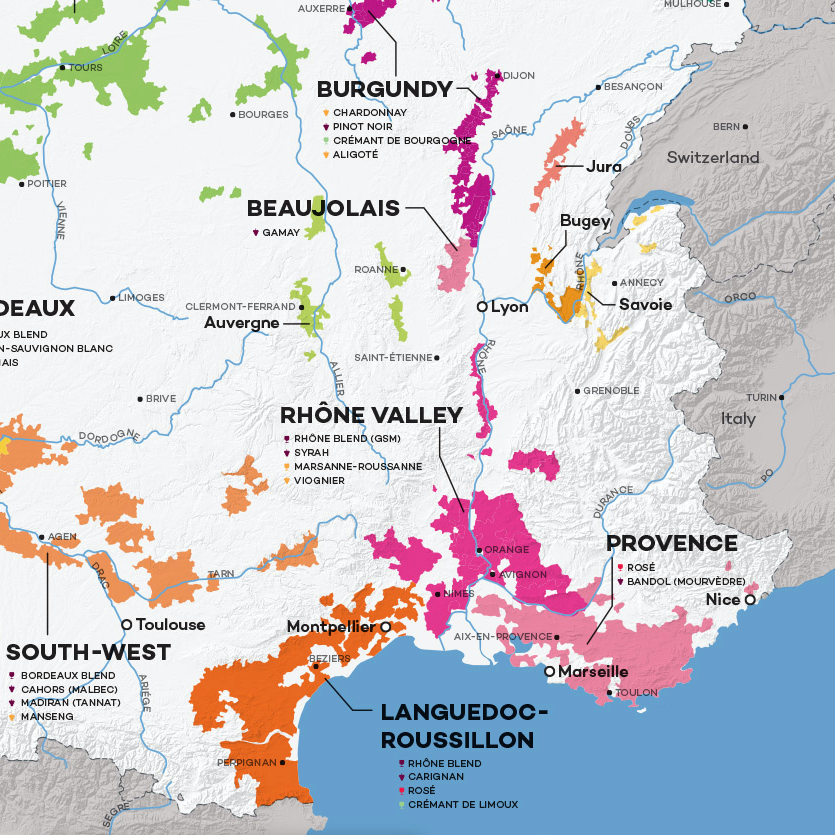 AUXERRE
MULHOUSE
LOIRE
TOURS
DIJON
BURGUNDY
CHARDONNAY
PINOT NOIR
CRÉMANT DE BOURGOGNE
ALIGOTÉ
BESANÇON
BOURGES
SAÔNE
DOUBS
BERN
Switzerland
Jura
POITIER
VIENNE
BEAUJOLAIS
GAMAY
Bugey
ROANNE
RHÔNE
ANNECY
LIMOGES
CLERMONT-FERRAND
Auvergne
Lyon
Savoie
ORCO
DEAUX
UX BLEND
N-SAUVIGNON BLANC
AIS
SAINT-ÉTIENNE
RHÔNE
ALLIER
GRENOBLE
BRIVE
TURIN
Italy
DORDOGNE
RHÔNE VALLEY
RHÔNE BLEND (GSM)
SYRAH
MARSANNE-ROUSSANNE
VIOGNIER
PO
DURANCE
AGEN
ORANGE
PROVENCE
ROSÉ
BANDOL (MOURVÈDRE)
DRAC
TARN
AVIGNON
NIMES
Nice
Toulouse
Montpellier
AIX-EN-PROVENCE
SOUTH-WEST
BORDEAUX BLEND
CAHORS (MALBEC)
MADIRAN (TANNAT)
MANSENG
ARIÉGE
BEZIERS
Marseille
TOULON
LANGUEDOC-
ROUSSILLON
RHÔNE BLEND
CARIGNAN
ROSÉ
CRÉMANT DE LIMOUX
PERPIGNAN
SEGRE